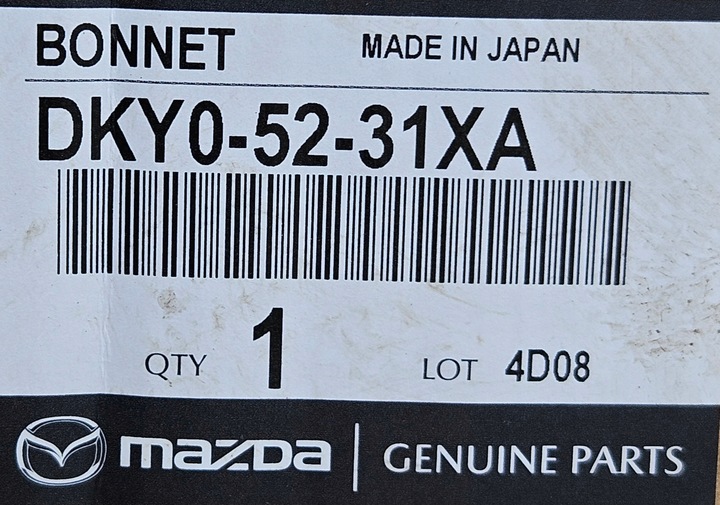 BONNET MADE IN JAPAN
DKY0-52-31XA
QTY 1 LOT 4D08
mazda | GENUINE PARTS